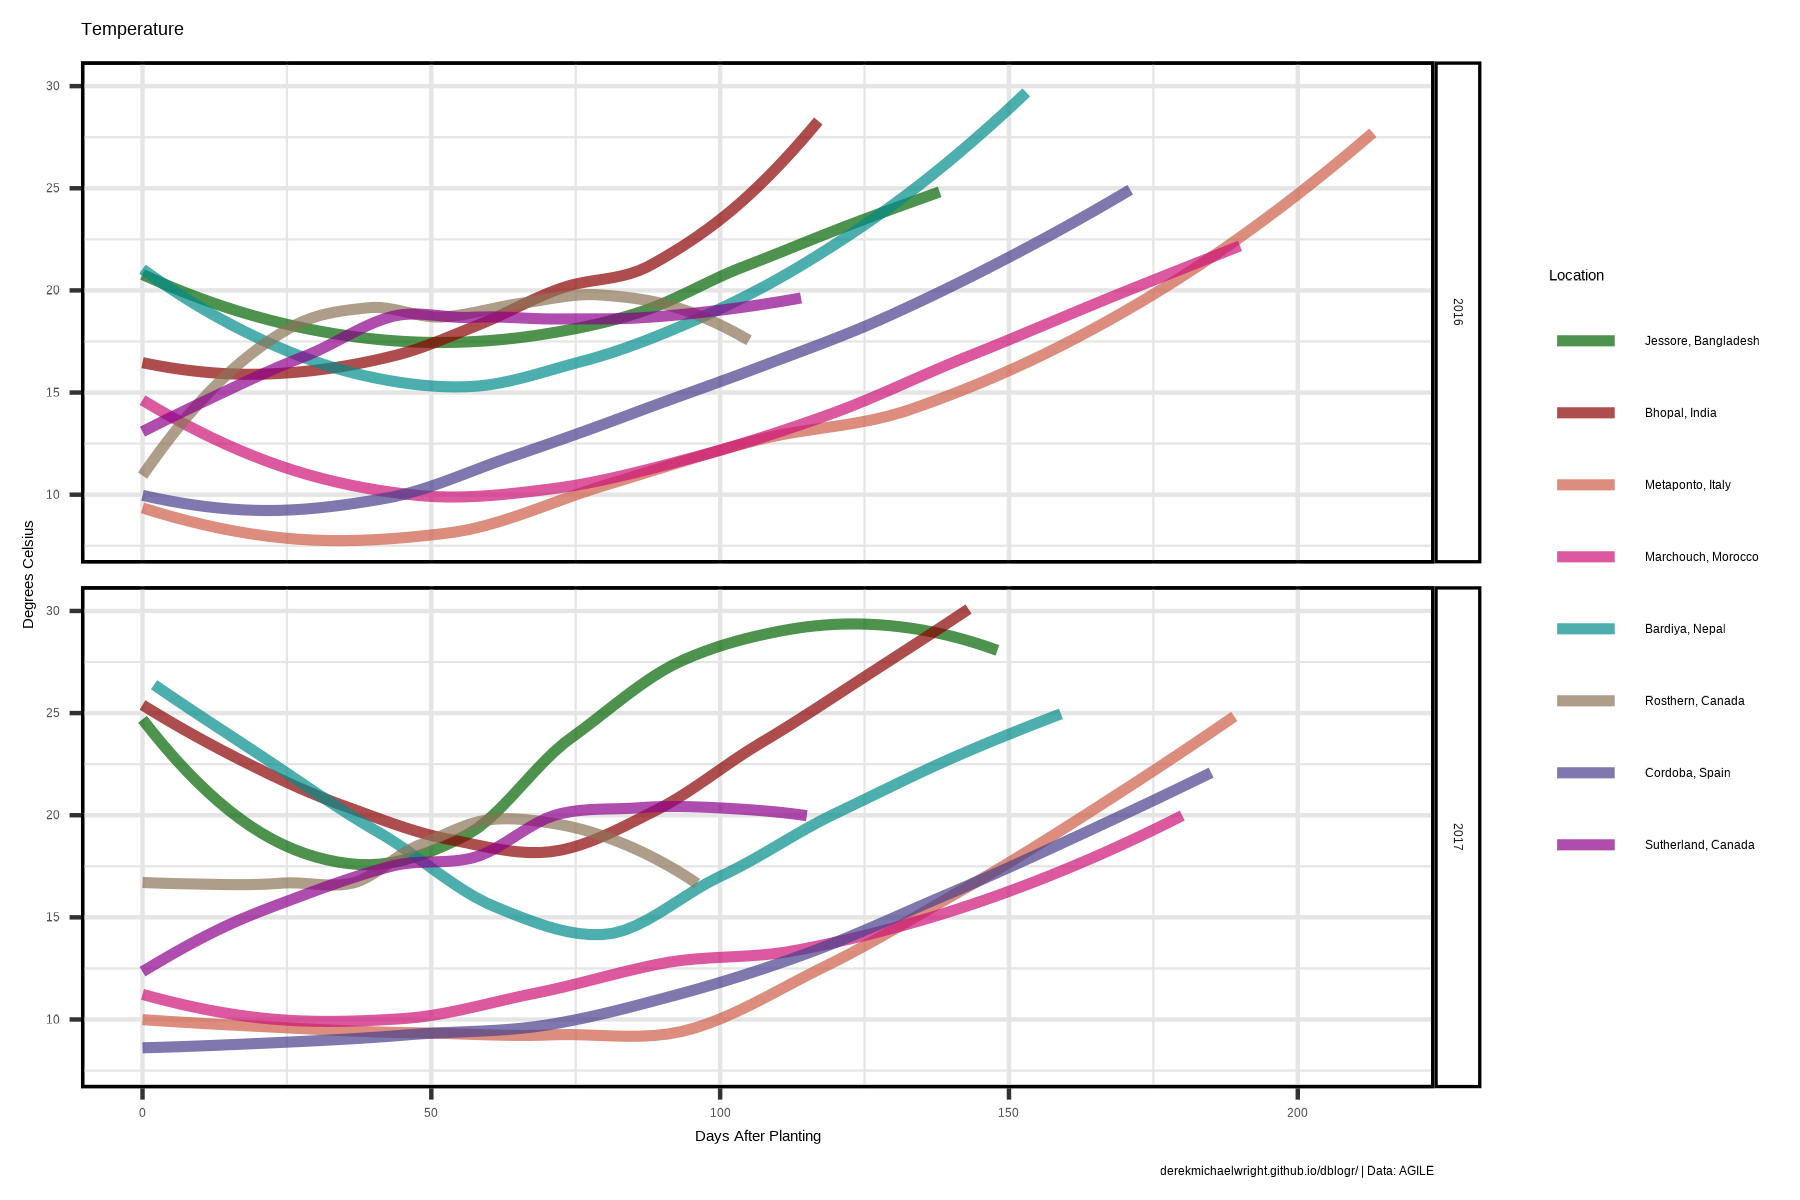 Temperature
30
25
20
15
10
2016
30
25
20
15
10
2017
0
50
100
150
200
Days After Planting
Degrees Celsius
Location
Jessore, Bangladesh
Bhopal, India
Metaponto, Italy
Marchouch, Morocco
Bardiya, Nepal
Rosthern, Canada
Cordoba, Spain
Sutherland, Canada
derekmichaelwright.github.io/dblogr/ | Data: AGILE